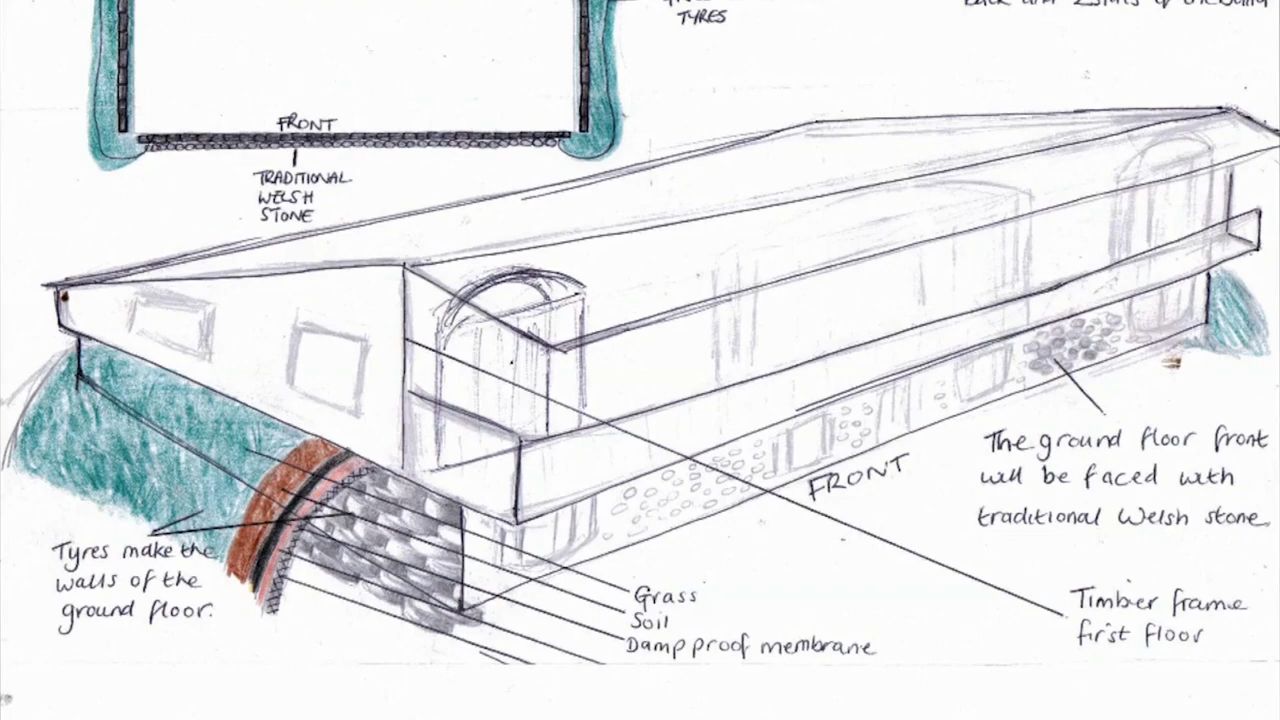 TYRES
FRONT
TRADITIONAL
WELSH
STONE
The ground floor front
will be faced with
traditional Welsh stone.
FRONT
Tyres make the
walls of the
ground floor.
Grass
Soil
Damp proof membrane
Timber frame
first floor